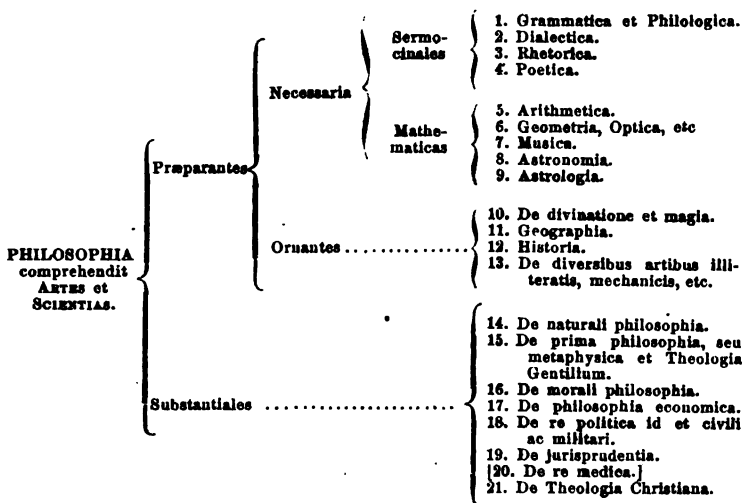 PHILOSOPHIA
comprehendit
ARTES et
SCIENTIAS.
Præparantes
Necessaria
Sermo-
cinales
1. Grammatica et Philologica.
2. Dialectica.
3. Rhetorica.
4. Poetica.
Mathe-
maticas
5. Arithmetica.
6. Geometria, Optica, etc
7. Musica.
8. Astronomia.
9. Astrologia.
Ornantes
10. De divinatione et magia.
11. Geographia.
12. Historia.
13. De diversibus artibus illi-
teratis, mechanicis, etc.
Substantiales
14. De naturali philosophia.
15. De prima philosophia, seu
metaphysica et Theologia
Gentilium.
16. De morali philosophia.
17. De philosophia economica.
18. De re politica id et civili
ac militari.
19. De jurisprudentia.
[20. De re medica.]
21. De Theologia Christiana.